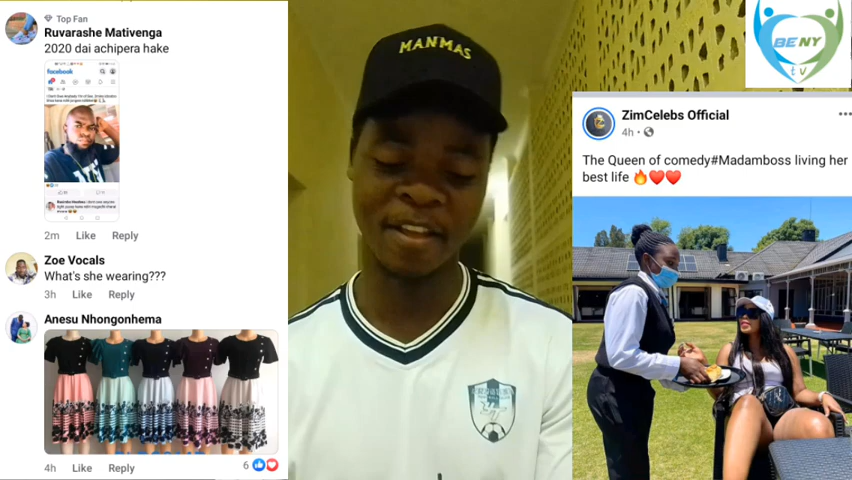 Top Fan
Ruvarashe Mativenga
2020 dai achipera hake
facebook
2m Like Reply
Zoe Vocals
What's she wearing???
3h Like Reply
Anesu Nhongonhema
4h Like Reply 6
MANMAS
BE NY
tv
ZimCelebs Official
4h
The Queen of comedy#Madamboss living her
best life 🔥❤️❤️